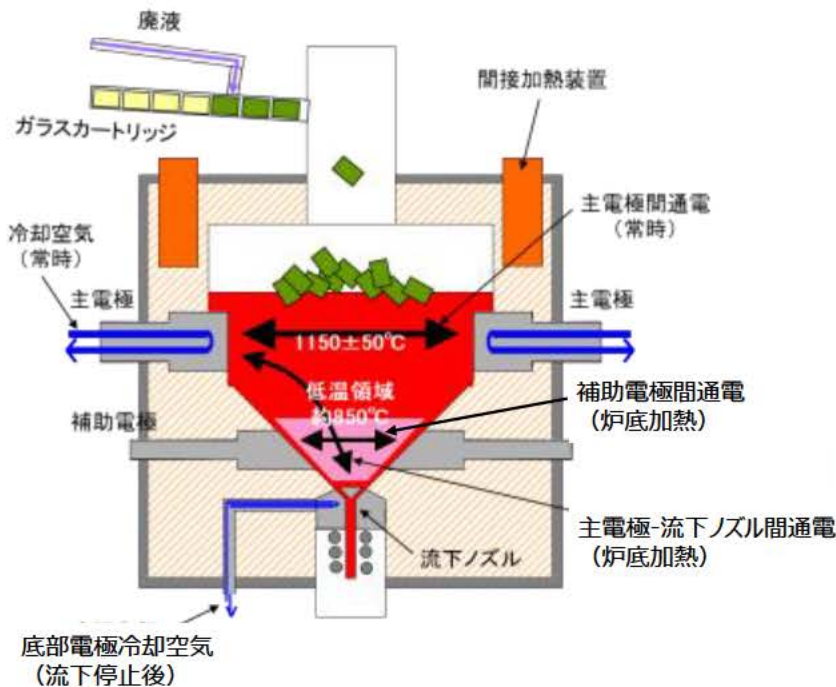 廃液
間接加熱装置
ガラスカートリッジ
主電極間通電
（常時）
冷却空気
（常時）
主電極
主電極
1150±50℃
低温領域
約850℃
補助電極間通電
（炉底加熱）
補助電極
主電極-流下ノズル間通電
（炉底加熱）
流下ノズル
底部電極冷却空気
（流下停止後）